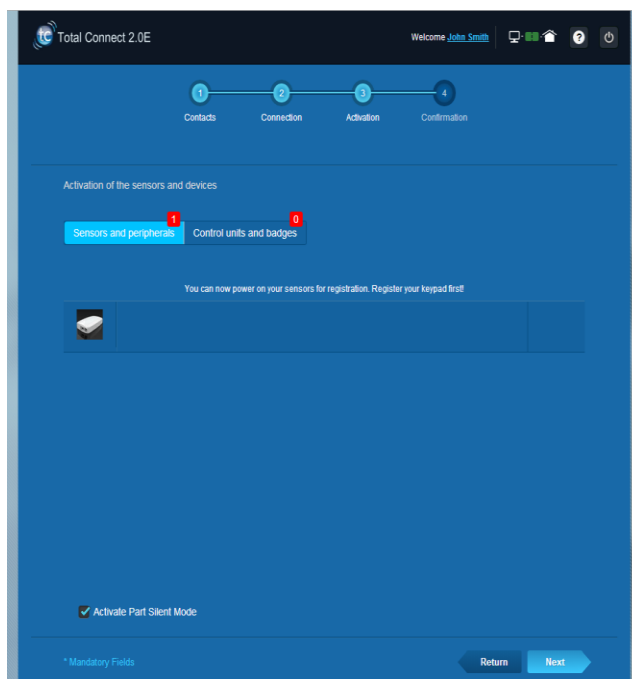 tc Total Connect 2.0E
Welcome John Smith
?
1 2 3 4
Contacts Connection Activation Confirmation
Activation of the sensors and devices
1 0
Sensors and peripherals Control units and badges
You can now power on your sensors for registration. Register your keypad first!
Activate Part Silent Mode
* Mandatory Fields
Return Next